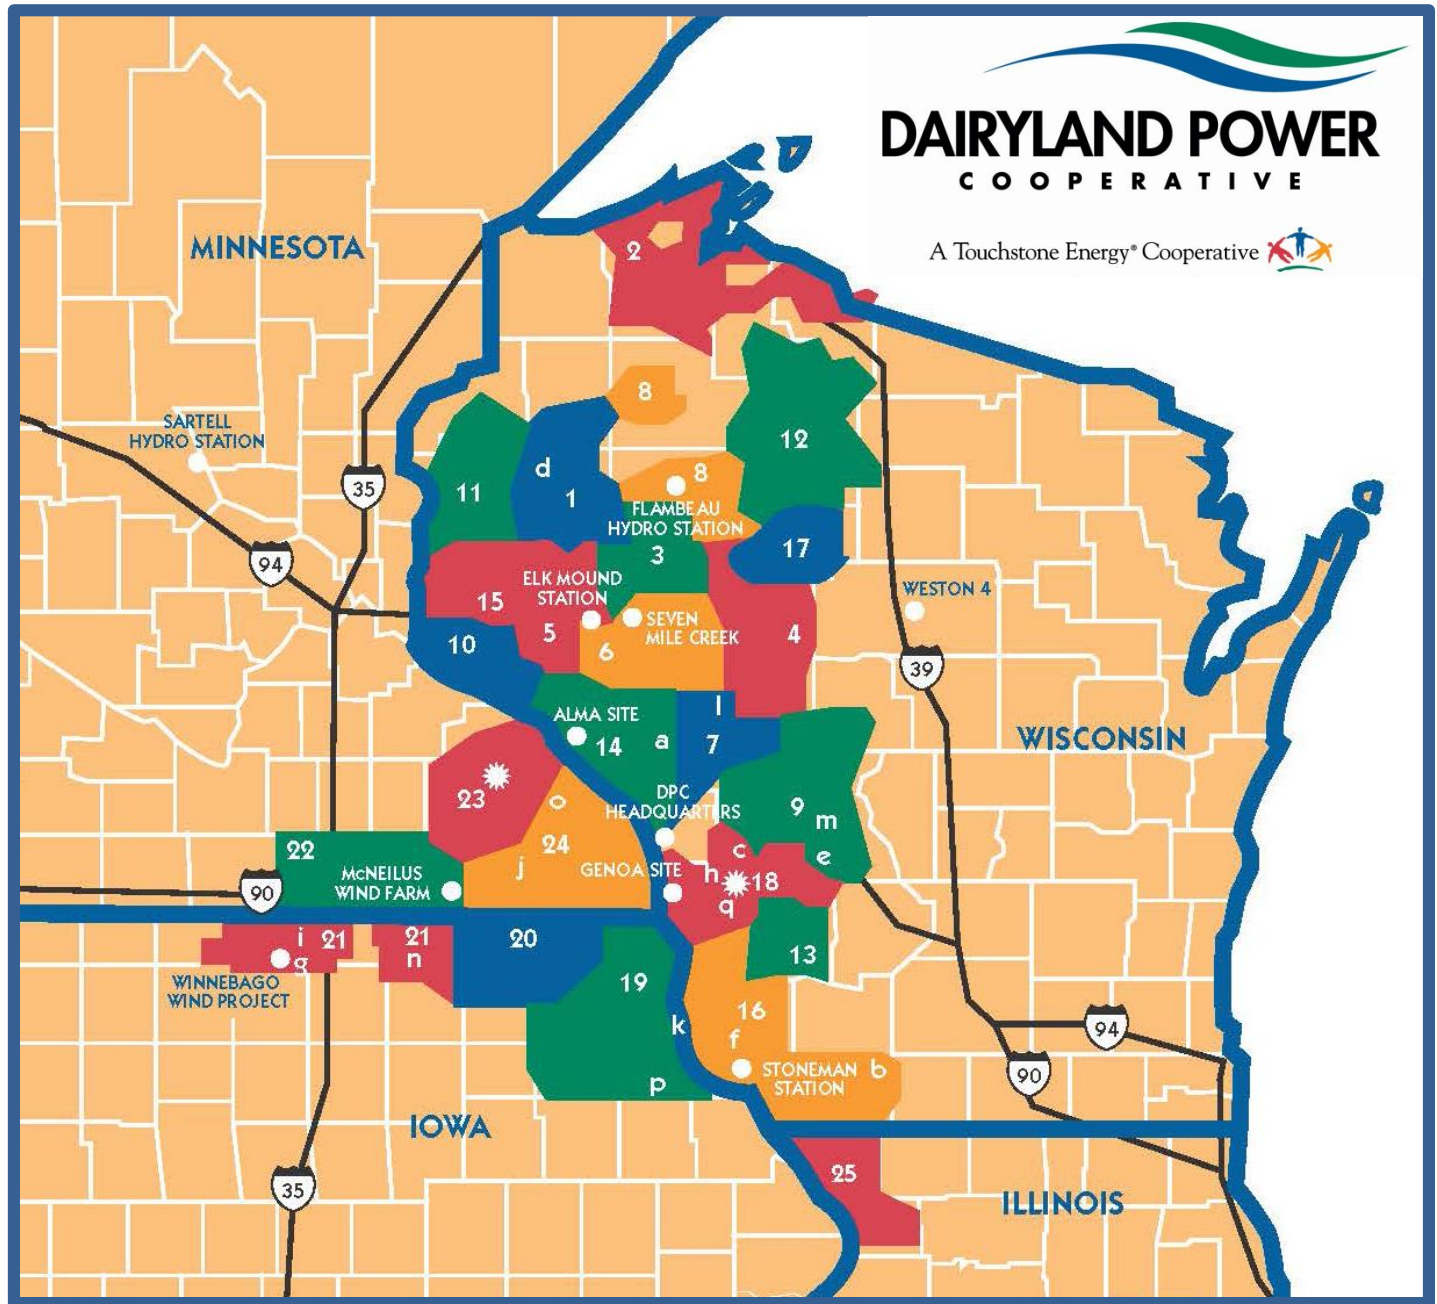 DAIRYLAND POWER
COOPERATIVE
A Touchstone Energy® Cooperative
MINNESOTA
2
8
SARTELL
HYDRO STATION
12
d
8
35
11
1
FLAMBEAU
HYDRO STATION
17
3
94
ELK MOUND
STATION
WESTON 4
15
5
SEVEN
MILE CREEK
4
10
6
39
l
ALMA SITE
14
a
7
WISCONSIN
23
o
DPC
HEADQUARTERS
9
m
22
24
c
e
j
GENOA SITE
h
18
McNEILUS
WIND FARM
90
q
i
21
21
20
g
n
13
WINNEBAGO
WIND PROJECT
19
16
k
f
94
STONEMAN
STATION
b
90
p
IOWA
25
35
ILLINOIS